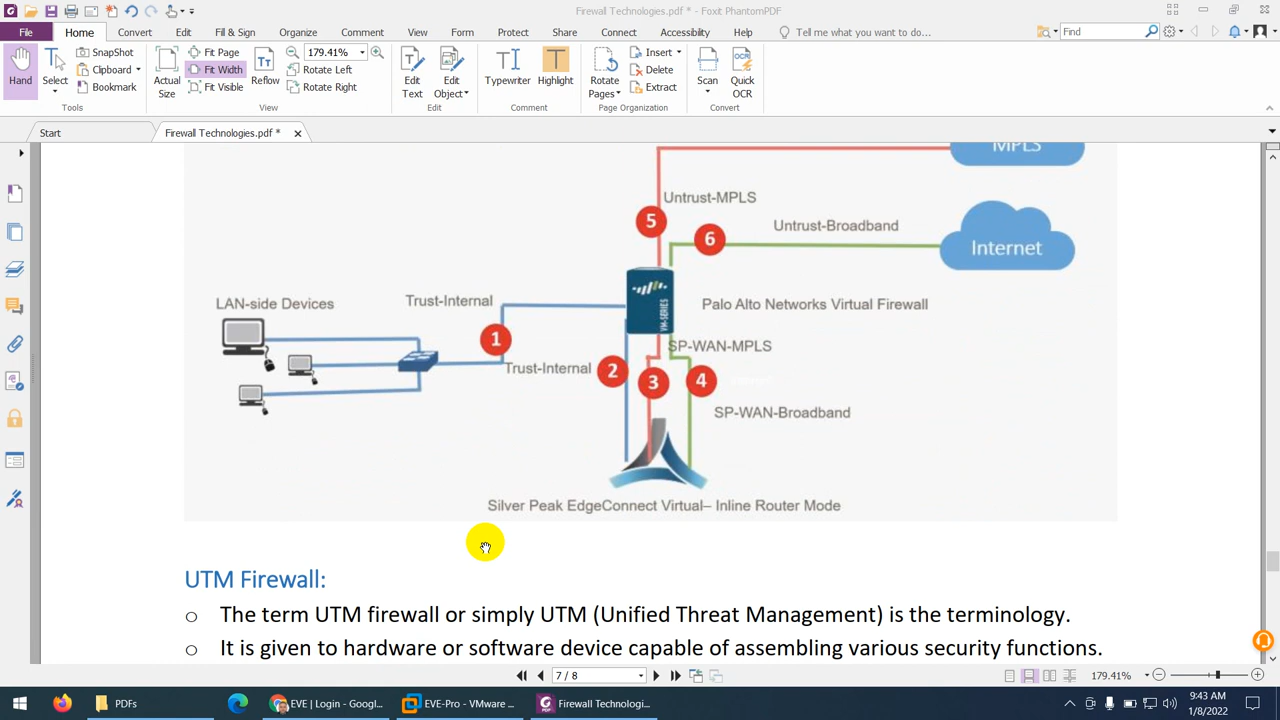 Firewall Technologies.pdf * - Foxit PhantomPDF
File Home Convert Edit Fill & Sign Organize Comment View Form Protect Share Connect Accessibility Help Tell me what you want to do... Find
Hand
Select
SnapShot
Clipboard
Bookmark
Tools
Actual Size
Fit Page
Fit Width
Fit Visible
Reflow
179.41%
Rotate Left
Rotate Right
View
Edit Text
Edit Object
Edit
Typewriter
Highlight
Comment
Rotate Pages
Insert
Delete
Extract
Page Organization
Scan
Quick OCR
Convert
Start
Firewall Technologies.pdf *
MPLS
Untrust-MPLS
5
6
Untrust-Broadband
Internet
LAN-side Devices
Trust-Internal
VM-SERIES
Palo Alto Networks Virtual Firewall
1
SP-WAN-MPLS
Trust-Internal
2
3
4
SP-WAN-Broadband
Silver Peak EdgeConnect Virtual– Inline Router Mode
UTM Firewall:
o The term UTM firewall or simply UTM (Unified Threat Management) is the terminology.
o It is given to hardware or software device capable of assembling various security functions.
7 / 8
179.41%
PDFs
EVE | Login - Googl...
EVE-Pro - VMware ...
Firewall Technologi...
9:43 AM
1/8/2022